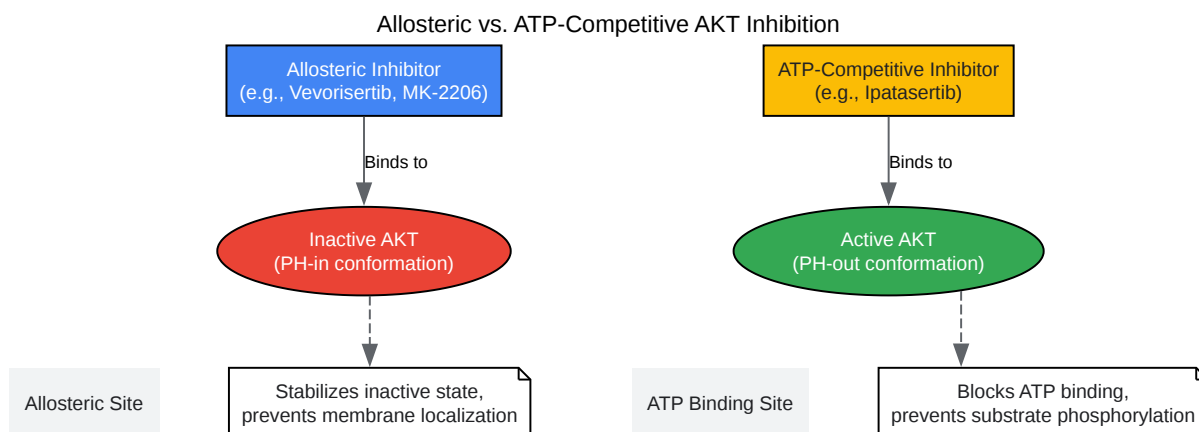 Allosteric vs. ATP-Competitive AKT Inhibition
Allosteric Inhibitor
(e.g., Vevorisertib, MK-2206)
ATP-Competitive Inhibitor
(e.g., Ipatasertib)
Binds to
Binds to
Inactive AKT
(PH-in conformation)
Active AKT
(PH-out conformation)
Allosteric Site
Stabilizes inactive state,
prevents membrane localization
ATP Binding Site
Blocks ATP binding,
prevents substrate phosphorylation